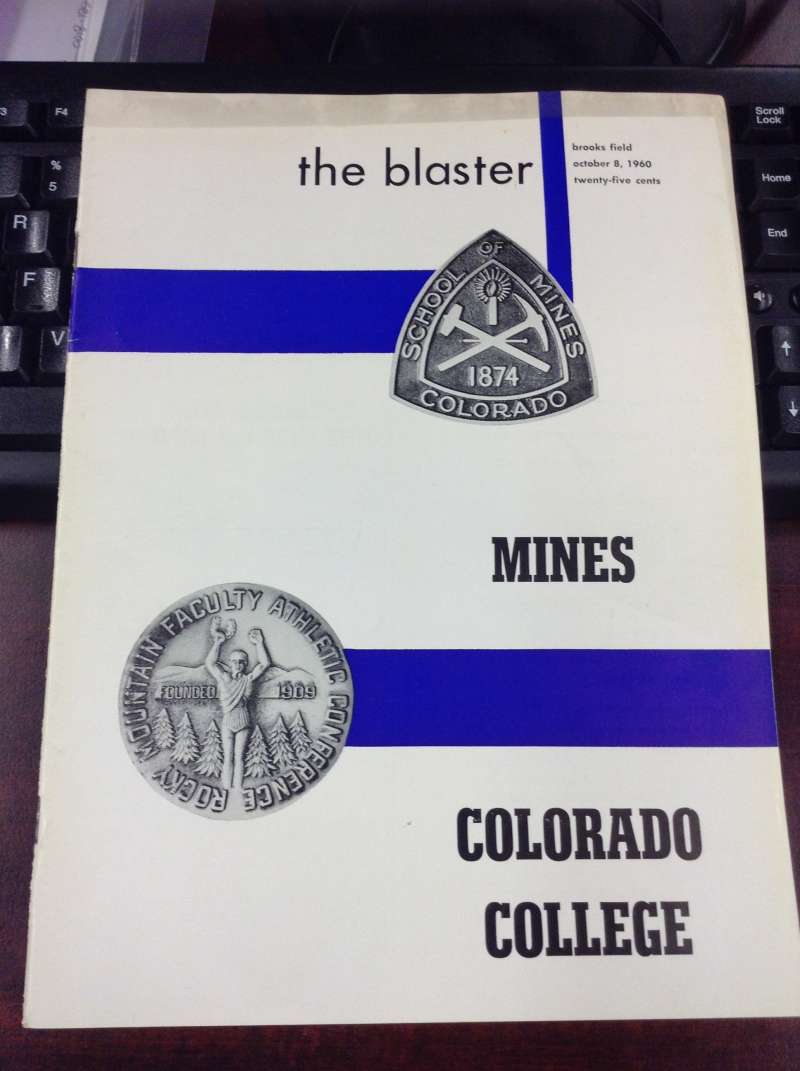 the blaster
brooks field
october 8, 1960
twenty-five cents
SCHOOL OF MINES
1874
COLORADO
MINES
ROCKY MOUNTAIN FACULTY ATHLETIC CONFERENCE
FOUNDED 1909
COLORADO
COLLEGE
F4
%
5
R
F
V
Scroll
Lock
Home
End